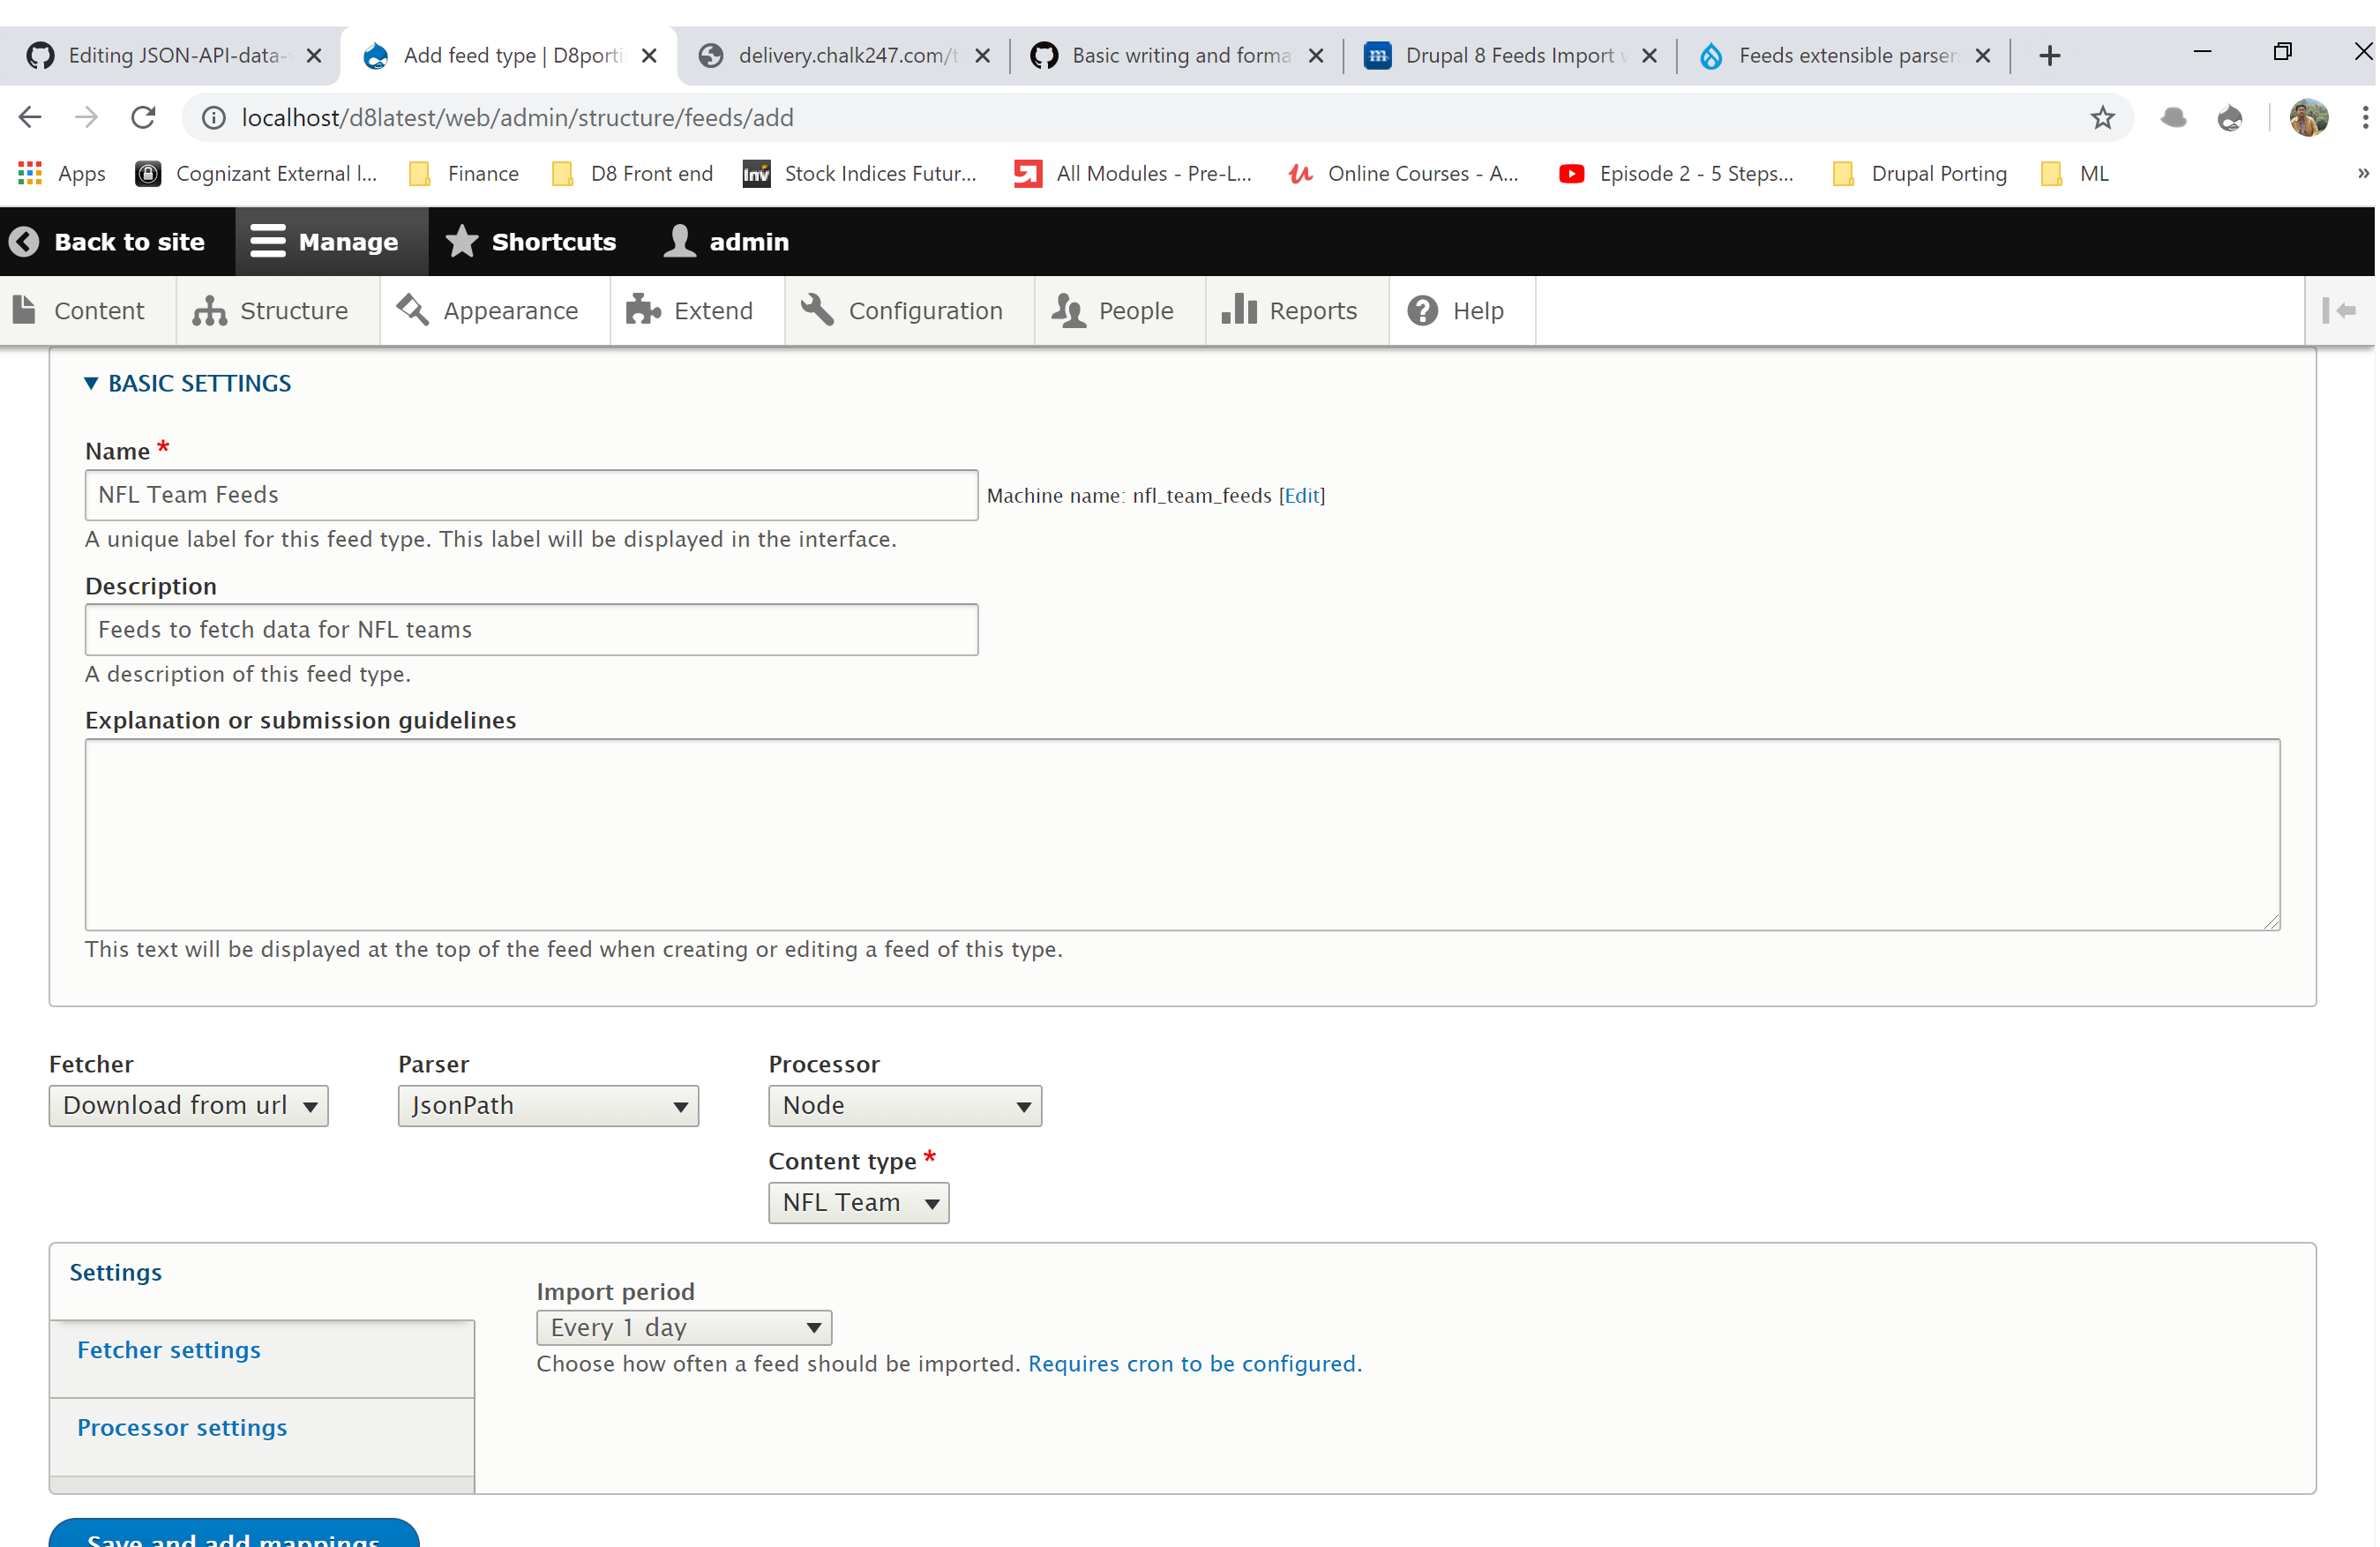 Editing JSON-API-data-
Add feed type | D8porti
delivery.chalk247.com/t
Basic writing and forma
Drupal 8 Feeds Import
Feeds extensible parser
localhost/d8latest/web/admin/structure/feeds/add
Apps
Cognizant External I...
Finance
D8 Front end
Inv
Stock Indices Futur...
All Modules - Pre-L...
Online Courses - A...
Episode 2 - 5 Steps...
Drupal Porting
ML
»
Back to site
Manage
Shortcuts
admin
Content
Structure
Appearance
Extend
Configuration
People
Reports
Help
BASIC SETTINGS
Name *
NFL Team Feeds
Machine name: nfl_team_feeds [Edit]
A unique label for this feed type. This label will be displayed in the interface.
Description
Feeds to fetch data for NFL teams
A description of this feed type.
Explanation or submission guidelines
This text will be displayed at the top of the feed when creating or editing a feed of this type.
Fetcher
Parser
Processor
Download from url
JsonPath
Node
Content type *
NFL Team
Settings
Import period
Every 1 day
Choose how often a feed should be imported. Requires cron to be configured.
Fetcher settings
Processor settings
Save and add mappings